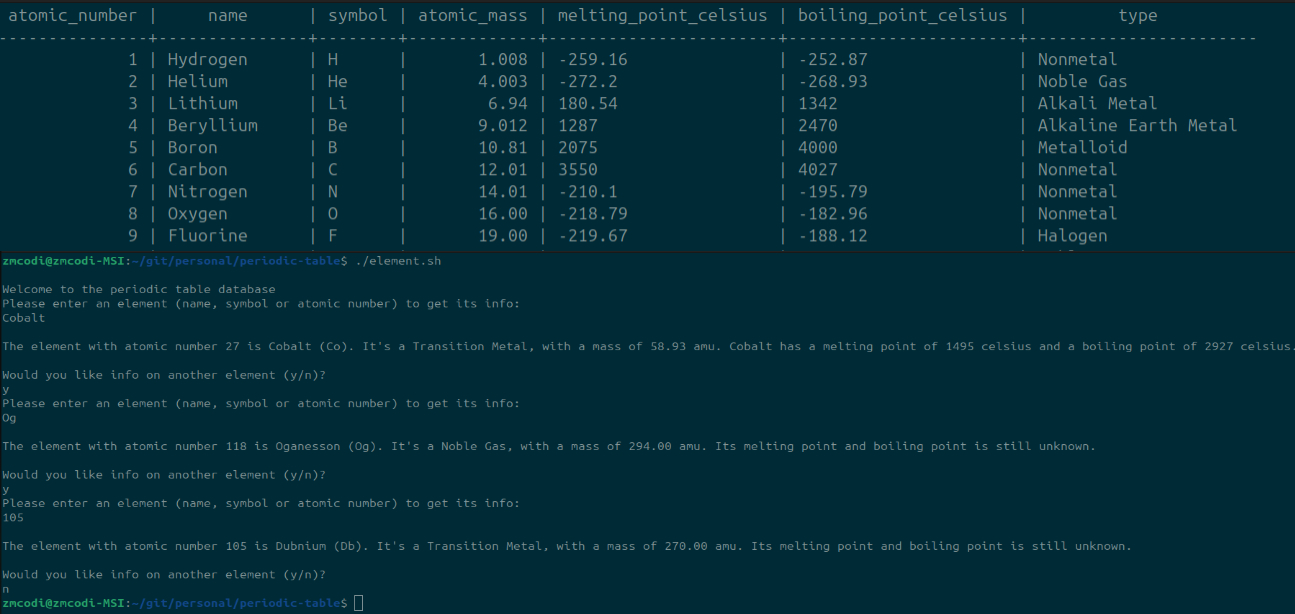 atomic_number | name | symbol | atomic_mass | melting_point_celsius | boiling_point_celsius | type
---------------+---------------+--------+-------------+-----------------------+-----------------------+-----------------------
1 | Hydrogen | H | 1.008 | -259.16 | -252.87 | Nonmetal
2 | Helium | He | 4.003 | -272.2 | -268.93 | Noble Gas
3 | Lithium | Li | 6.94 | 180.54 | 1342 | Alkali Metal
4 | Beryllium | Be | 9.012 | 1287 | 2470 | Alkaline Earth Metal
5 | Boron | B | 10.81 | 2075 | 4000 | Metalloid
6 | Carbon | C | 12.01 | 3550 | 4027 | Nonmetal
7 | Nitrogen | N | 14.01 | -210.1 | -195.79 | Nonmetal
8 | Oxygen | O | 16.00 | -218.79 | -182.96 | Nonmetal
9 | Fluorine | F | 19.00 | -219.67 | -188.12 | Halogen
zmcodi@zmcodi-MSI:~/git/personal/periodic-table$ ./element.sh
Welcome to the periodic table database
Please enter an element (name, symbol or atomic number) to get its info:
Cobalt
The element with atomic number 27 is Cobalt (Co). It's a Transition Metal, with a mass of 58.93 amu. Cobalt has a melting point of 1495 celsius and a boiling point of 2927 celsius.
Would you like info on another element (y/n)?
y
Please enter an element (name, symbol or atomic number) to get its info:
Og
The element with atomic number 118 is Oganesson (Og). It's a Noble Gas, with a mass of 294.00 amu. Its melting point and boiling point is still unknown.
Would you like info on another element (y/n)?
y
Please enter an element (name, symbol or atomic number) to get its info:
105
The element with atomic number 105 is Dubnium (Db). It's a Transition Metal, with a mass of 270.00 amu. Its melting point and boiling point is still unknown.
Would you like info on another element (y/n)?
n
zmcodi@zmcodi-MSI:~/git/personal/periodic-table$